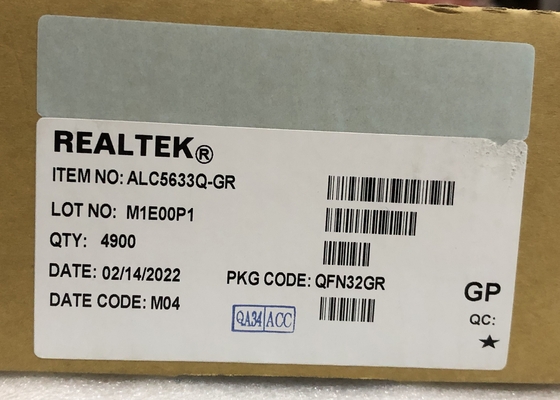 REALTEK®
ITEM NO: ALC5633Q-GR
LOT NO: M1E00P1
QTY: 4900
DATE: 02/14/2022 PKG CODE: QFN32GR
DATE CODE: M04
QA34 ACC
GP
QC:
★